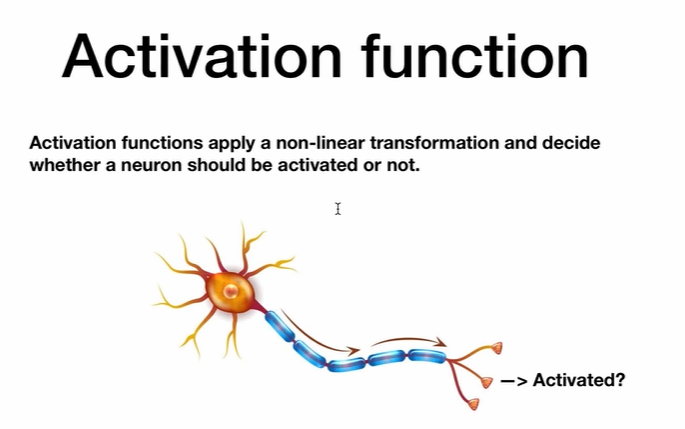 Activation function
Activation functions apply a non-linear transformation and decide
whether a neuron should be activated or not.
—> Activated?